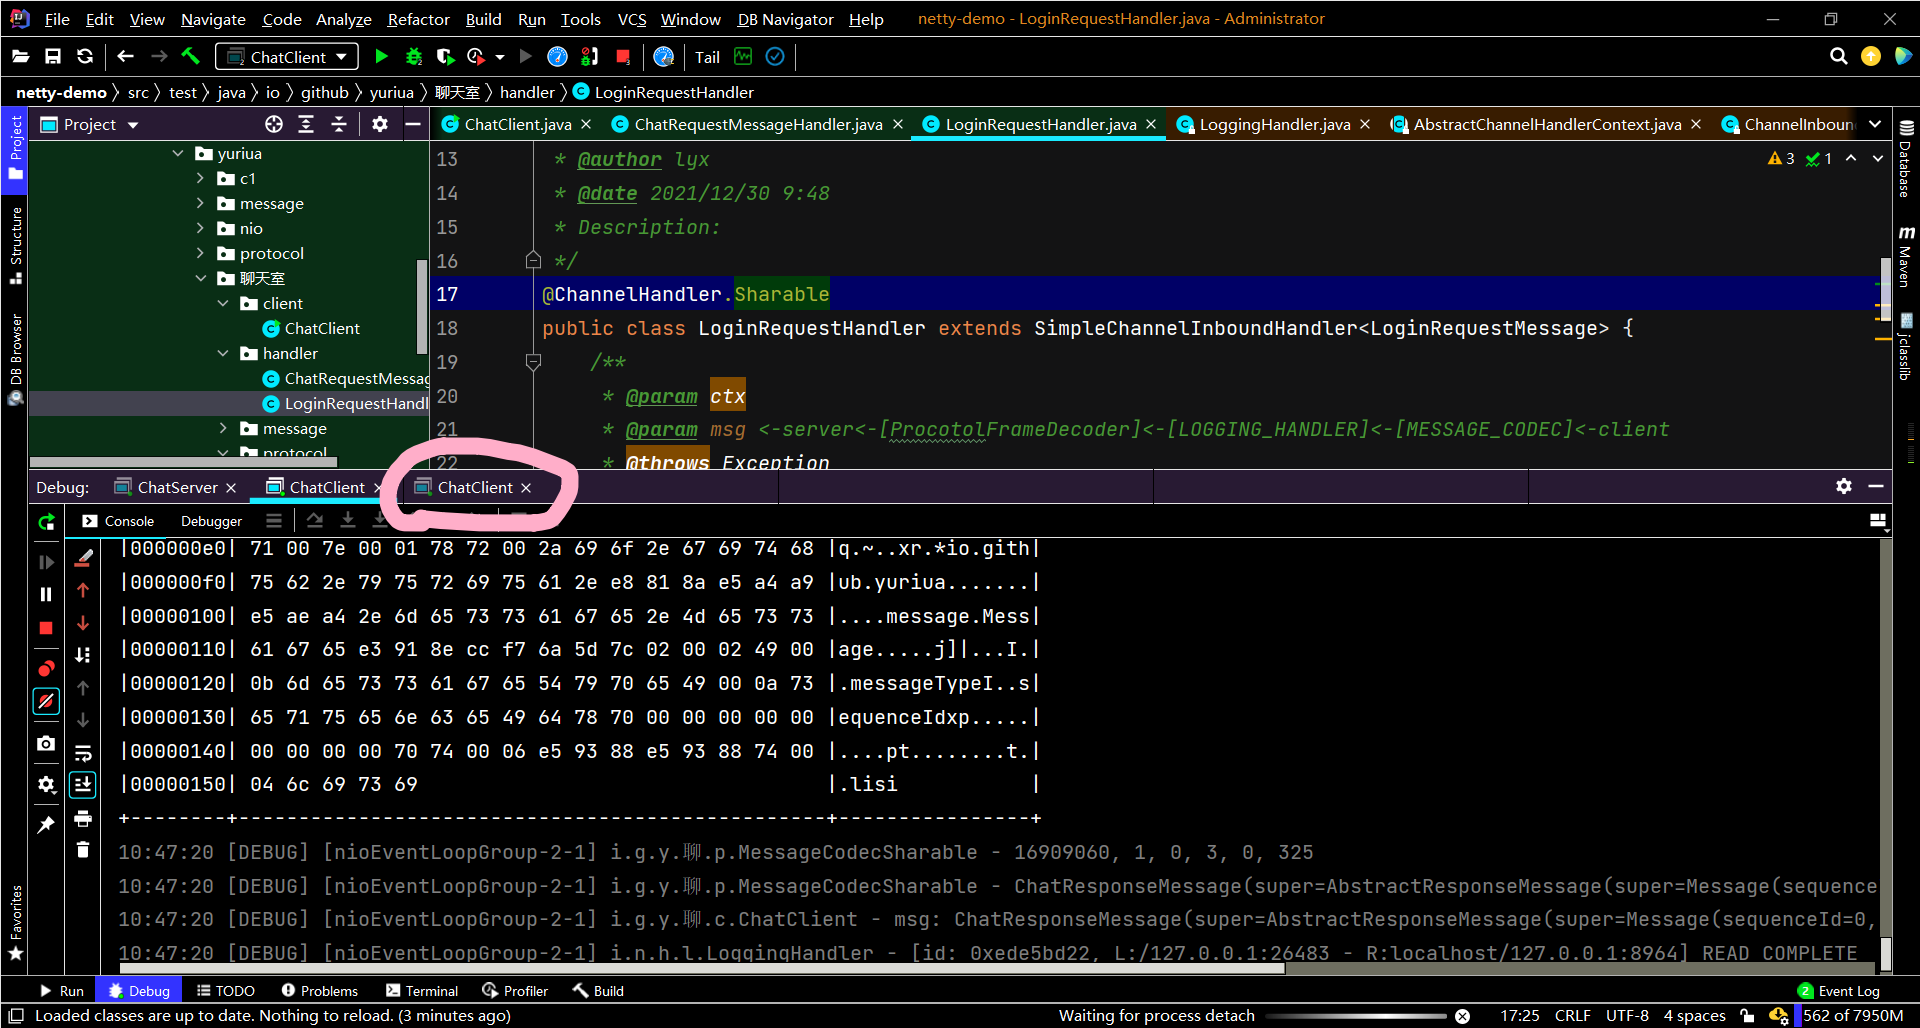 File Edit View Navigate Code Analyze Refactor Build Run Tools VCS Window DB Navigator Help netty-demo - LoginRequestHandler.java - Administrator
ChatClient Tail
netty-demo src test java io github yuriua 聊天室 handler LoginRequestHandler
Project
ChatClient.java ChatRequestMessageHandler.java LoginRequestHandler.java LoggingHandler.java AbstractChannelHandlerContext.java ChannelInboun
Project
Structure
DB Browser
Favorites
yuriua
c1
message
nio
protocol
聊天室
client
ChatClient
handler
ChatRequestMessag
LoginRequestHandl
message
protocol
3 1
13 * @author lyx
14 * @date 2021/12/30 9:48
15 * Description:
16 */
17 @ChannelHandler.Sharable
18 public class LoginRequestHandler extends SimpleChannelInboundHandler<LoginRequestMessage> {
19 /**
20 * @param ctx
21 * @param msg <-server<-[ProcotolFrameDecoder]<-[LOGGING_HANDLER]<-[MESSAGE_CODEC]<-client
22 * @throws Exception
Database
Maven
jclasslib
Debug: ChatServer ChatClient ChatClient
Console Debugger
|000000e0| 71 00 7e 00 01 78 72 00 2a 69 6f 2e 67 69 74 68 |q.~..xr.*io.gith|
|000000f0| 75 62 2e 79 75 72 69 75 61 2e e8 81 8a e5 a4 a9 |ub.yuriua.......|
|00000100| e5 ae a4 2e 6d 65 73 73 61 67 65 2e 4d 65 73 73 |....message.Mess|
|00000110| 61 67 65 e3 91 8e cc f7 6a 5d 7c 02 00 02 49 00 |age.....j]|...I.|
|00000120| 0b 6d 65 73 73 61 67 65 54 79 70 65 49 00 0a 73 |.messageTypeI..s|
|00000130| 65 71 75 65 6e 63 65 49 64 78 70 00 00 00 00 00 |equenceIdxp.....|
|00000140| 00 00 00 00 70 74 00 06 e5 93 88 e5 93 88 74 00 |....pt........t.|
|00000150| 04 6c 69 73 69 |.lisi |
+--------+-------------------------------------------------+----------------+
10:47:20 [DEBUG] [nioEventLoopGroup-2-1] i.g.y.聊.p.MessageCodecSharable - 16909060, 1, 0, 3, 0, 325
10:47:20 [DEBUG] [nioEventLoopGroup-2-1] i.g.y.聊.p.MessageCodecSharable - ChatResponseMessage(super=AbstractResponseMessage(super=Message(sequence
10:47:20 [DEBUG] [nioEventLoopGroup-2-1] i.g.y.聊.c.ChatClient - msg: ChatResponseMessage(super=AbstractResponseMessage(super=Message(sequenceId=0,
10:47:20 [DEBUG] [nioEventLoopGroup-2-1] i.n.h.l.LoggingHandler - [id: 0xede5bd22, L:/127.0.0.1:26483 - R:localhost/127.0.0.1:8964] READ COMPLETE
Run Debug TODO Problems Terminal Profiler Build 2 Event Log
Loaded classes are up to date. Nothing to reload. (3 minutes ago) Waiting for process detach 17:25 CRLF UTF-8 4 spaces 562 of 7950M